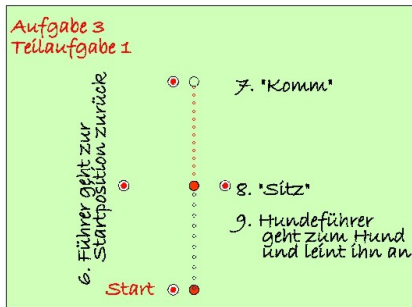 Aufgabe 3
Teilaufgabe 1
6. Führer geht zur
Startposition zurück
7. "Komm"
8. "Sitz"
9. Hundeführer
geht zum Hund
und leint ihn an
Start